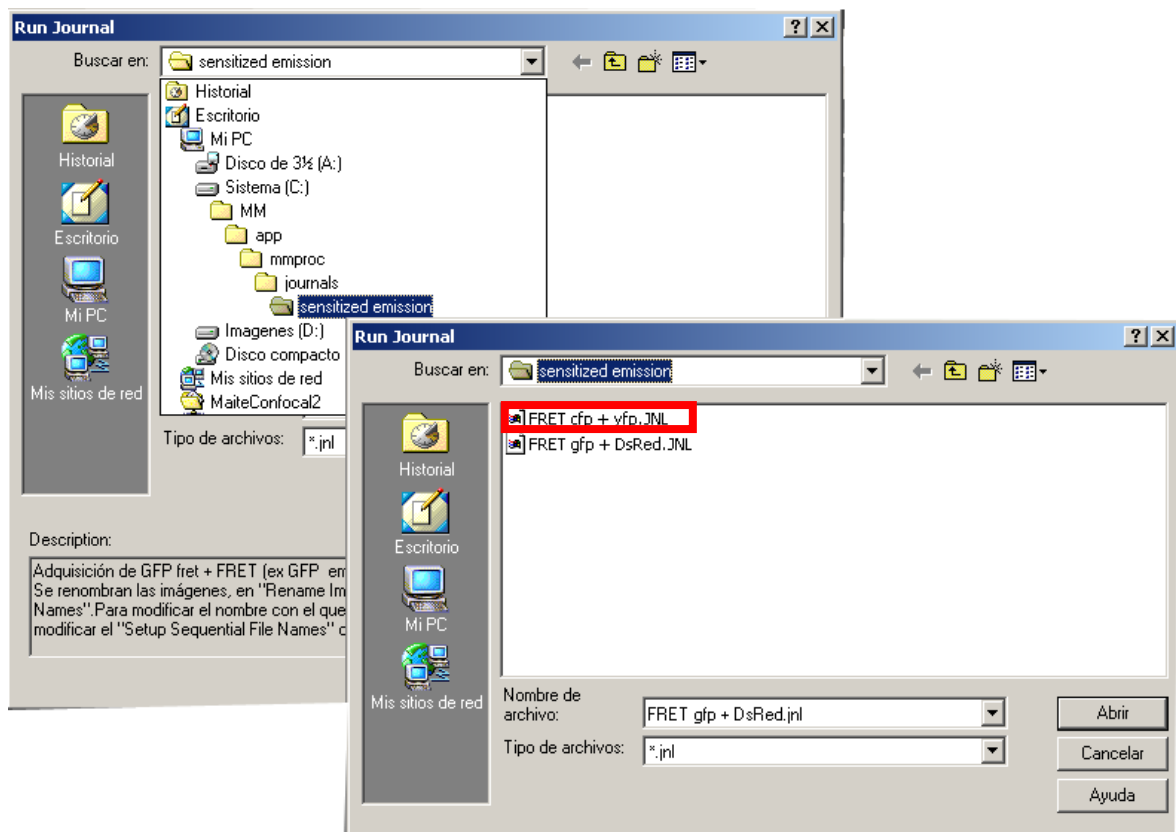 Run Journal
Buscar en:
sensitized emission
Historial
Escritorio
Mi PC
Disco de 3½ (A:)
Sistema (C:)
MM
app
mmproc
journals
sensitized emission
Imagenes (D:)
Disco compacto
Mis sitios de red
MaiteConfocal2
Historial
Escritorio
Mi PC
Mis sitios de red
Tipo de archivos:
*.jnl
Description:
Adquisición de GFP fret + FRET (ex GFP em
Se renombran las imágenes, en "Rename Im
Names".Para modificar el nombre con el que
modificar el "Setup Sequential File Names"
Run Journal
Buscar en:
sensitized emission
Historial
Escritorio
Mi PC
Mis sitios de red
FRET cfp + yfp.JNL
FRET gfp + DsRed.JNL
Nombre de
archivo:
FRET gfp + DsRed.jnl
Abrir
Tipo de archivos:
*.jnl
Cancelar
Ayuda